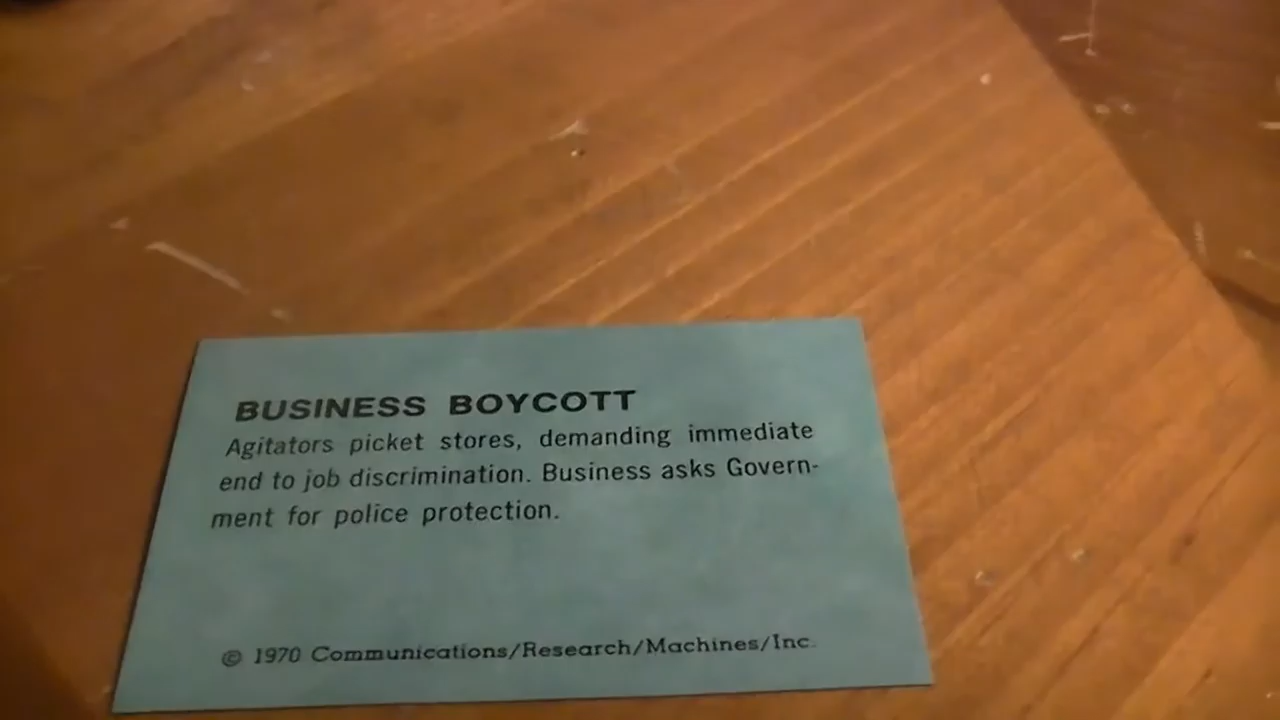 BUSINESS BOYCOTT
Agitators picket stores, demanding immediate
end to job discrimination. Business asks Govern-
ment for police protection.
© 1970 Communications/Research/Machines/Inc.